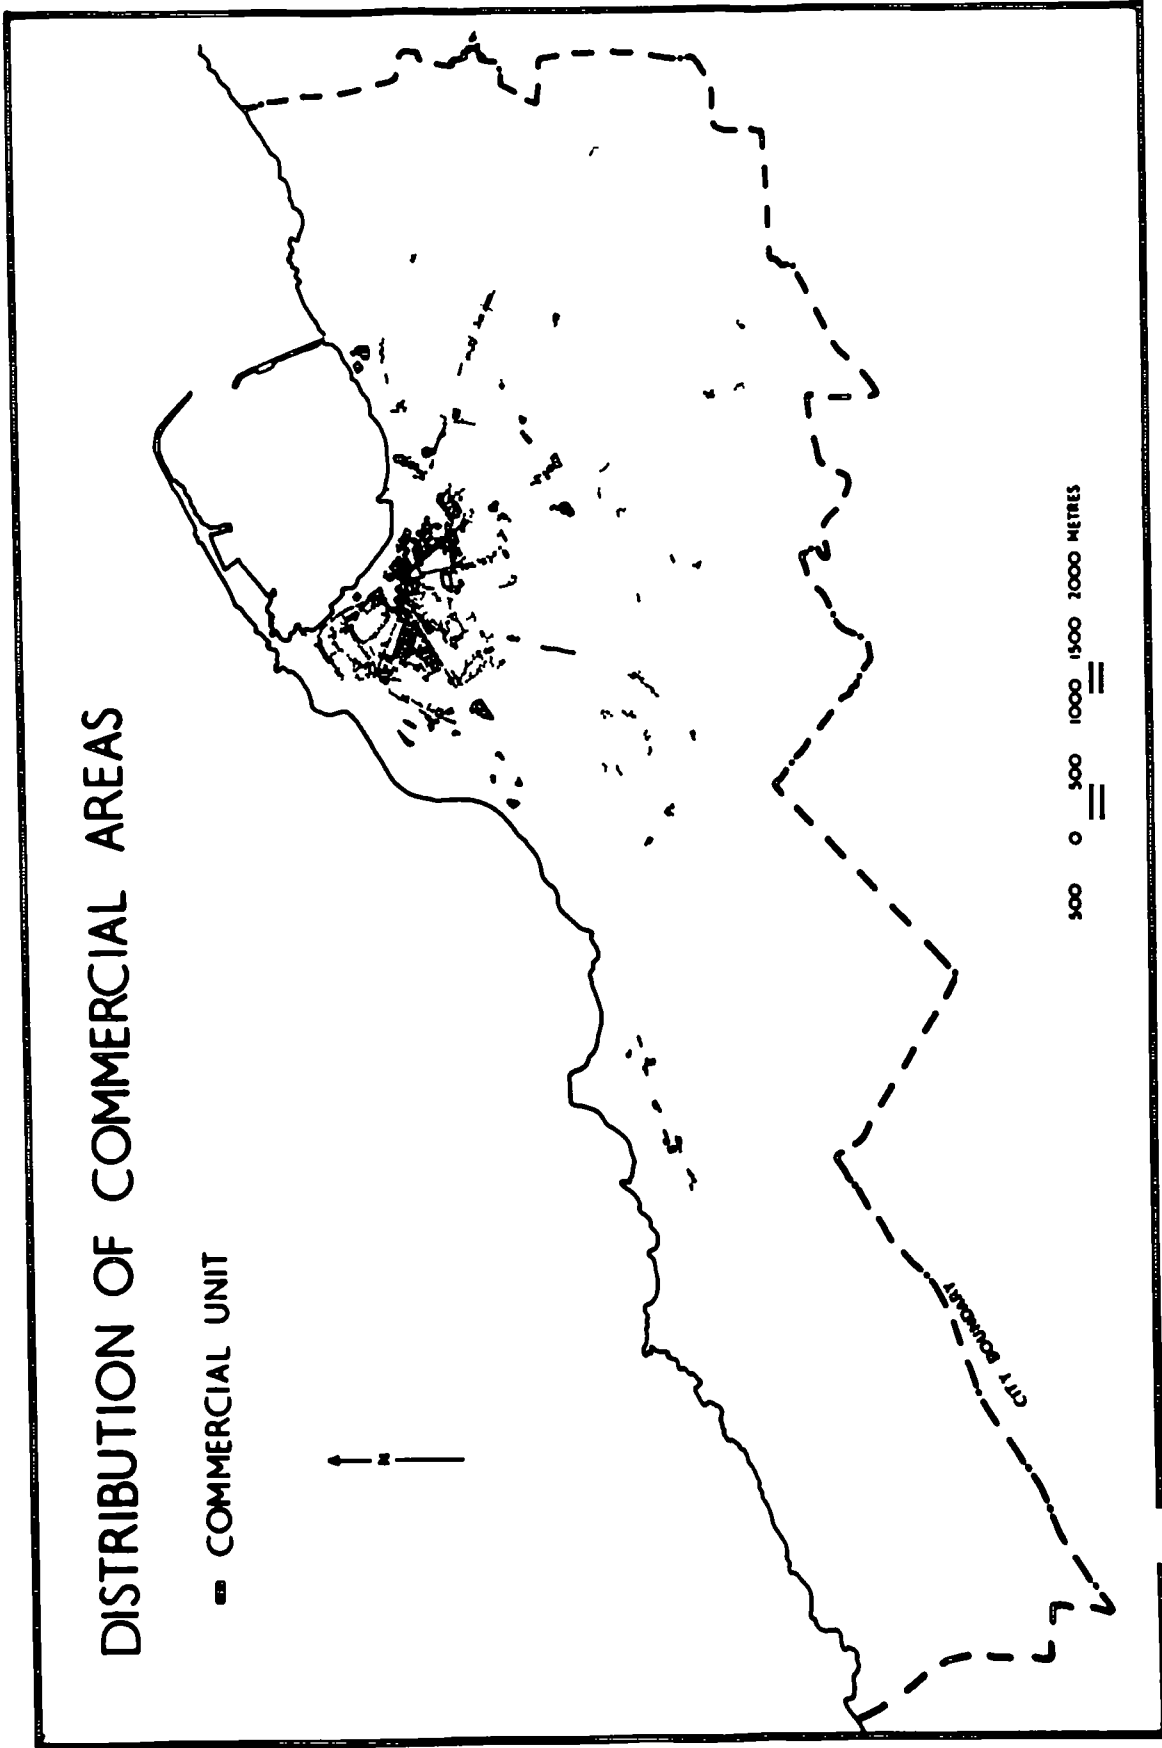 DISTRIBUTION OF COMMERCIAL AREAS
COMMERCIAL UNIT
N
CITY BOUNDARY
500 0 500 1000 1500 2000 METRES